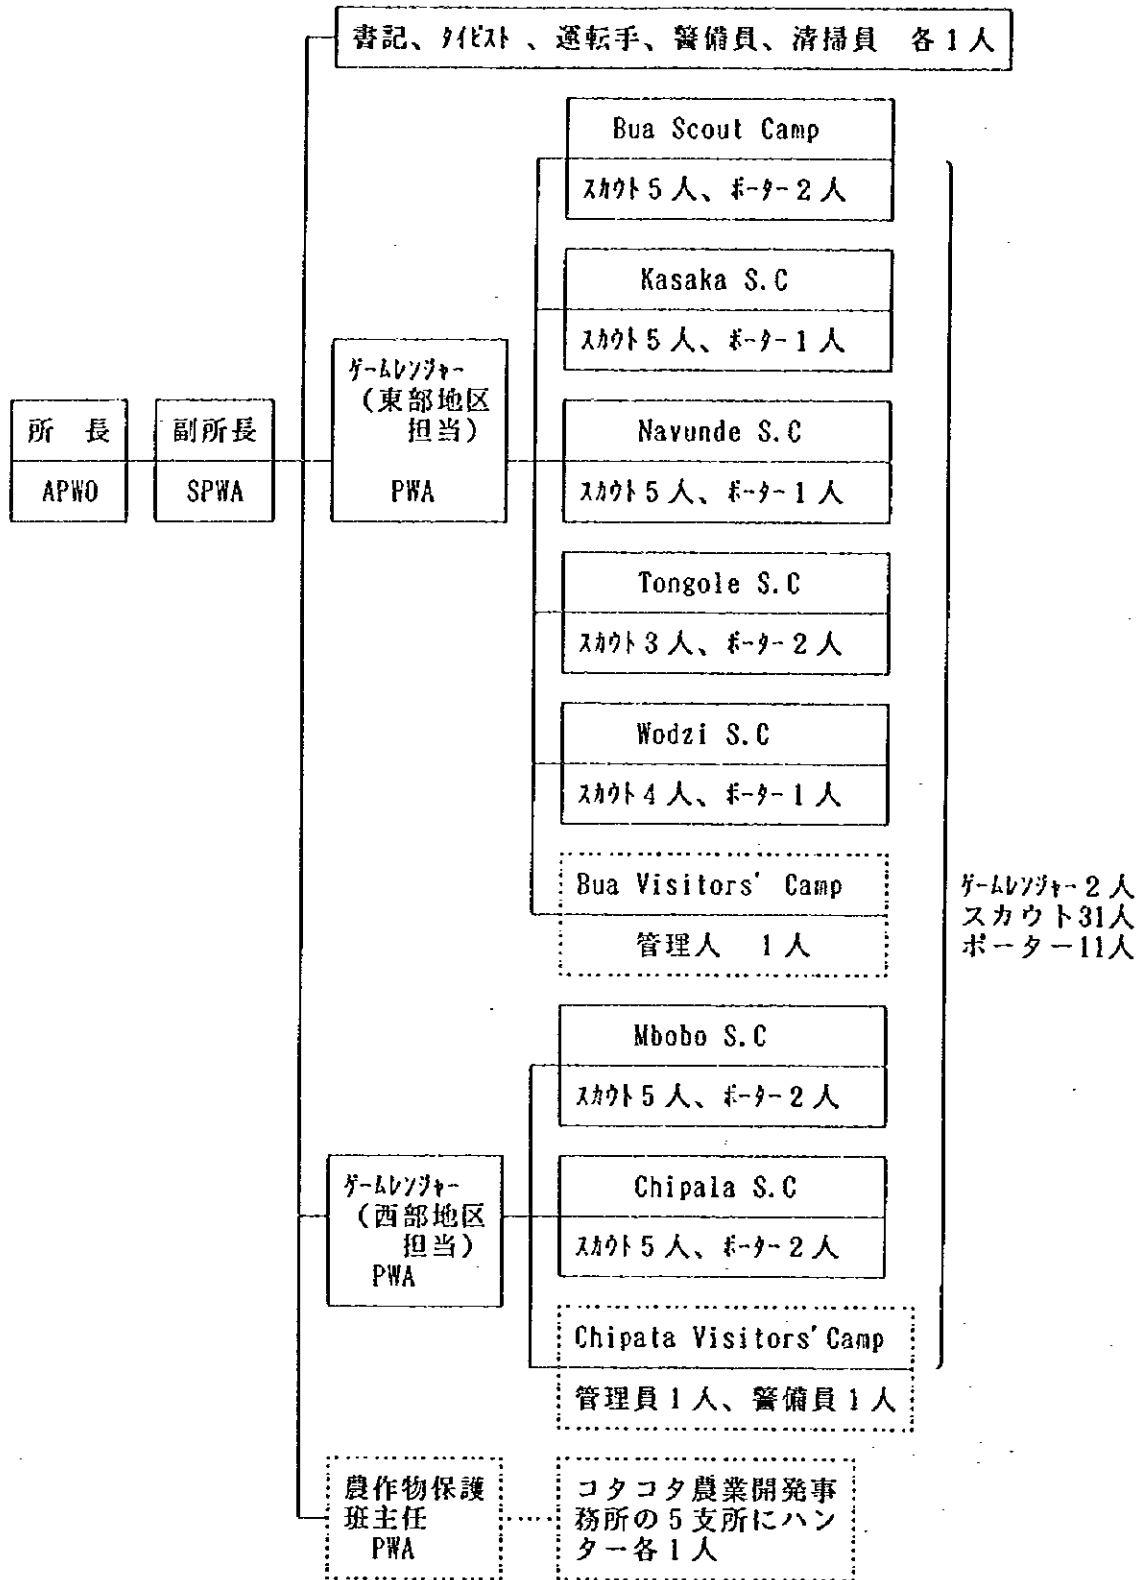 書記、ﾀｲﾋﾟｽﾄ、運転手、警備員、清掃員　各1人
Bua Scout Camp
ｽｶｳﾄ5人、ﾎﾟｰﾀｰ2人
Kasaka S.C
ｽｶｳﾄ5人、ﾎﾟｰﾀｰ1人
所　長
APWO
副所長
SPWA
ｹﾞｰﾑﾚﾝｼﾞｬｰ
（東部地区
担当）
PWA
Navunde S.C
ｽｶｳﾄ5人、ﾎﾟｰﾀｰ1人
Tongole S.C
ｽｶｳﾄ3人、ﾎﾟｰﾀｰ2人
Wodzi S.C
ｽｶｳﾄ4人、ﾎﾟｰﾀｰ1人
Bua Visitors' Camp
管理人　1人
ｹﾞｰﾑﾚﾝｼﾞｬｰ2人
スカウト31人
ポーター11人
Mbobo S.C
ｽｶｳﾄ5人、ﾎﾟｰﾀｰ2人
ｹﾞｰﾑﾚﾝｼﾞｬｰ
（西部地区
担当）
PWA
Chipala S.C
ｽｶｳﾄ5人、ﾎﾟｰﾀｰ2人
Chipata Visitors' Camp
管理員1人、警備員1人
農作物保護
班主任
PWA
コタコタ農業開発事
務所の5支所にハン
ター各1人